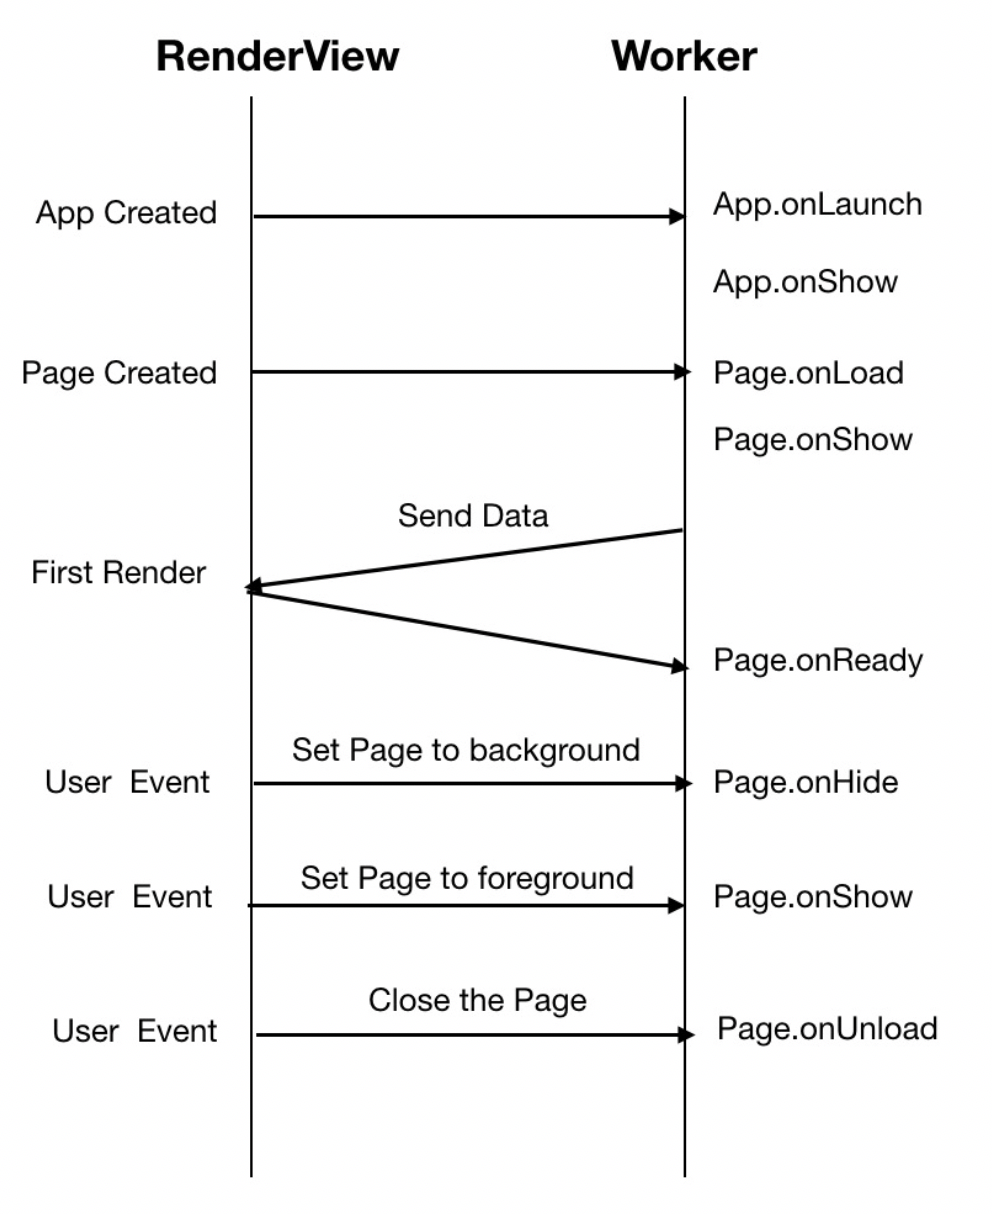 RenderView Worker
App Created App.onLaunch
App.onShow
Page Created Page.onLoad
Page.onShow
Send Data
First Render
Page.onReady
Set Page to background
User Event Page.onHide
Set Page to foreground
User Event Page.onShow
Close the Page
User Event Page.onUnload